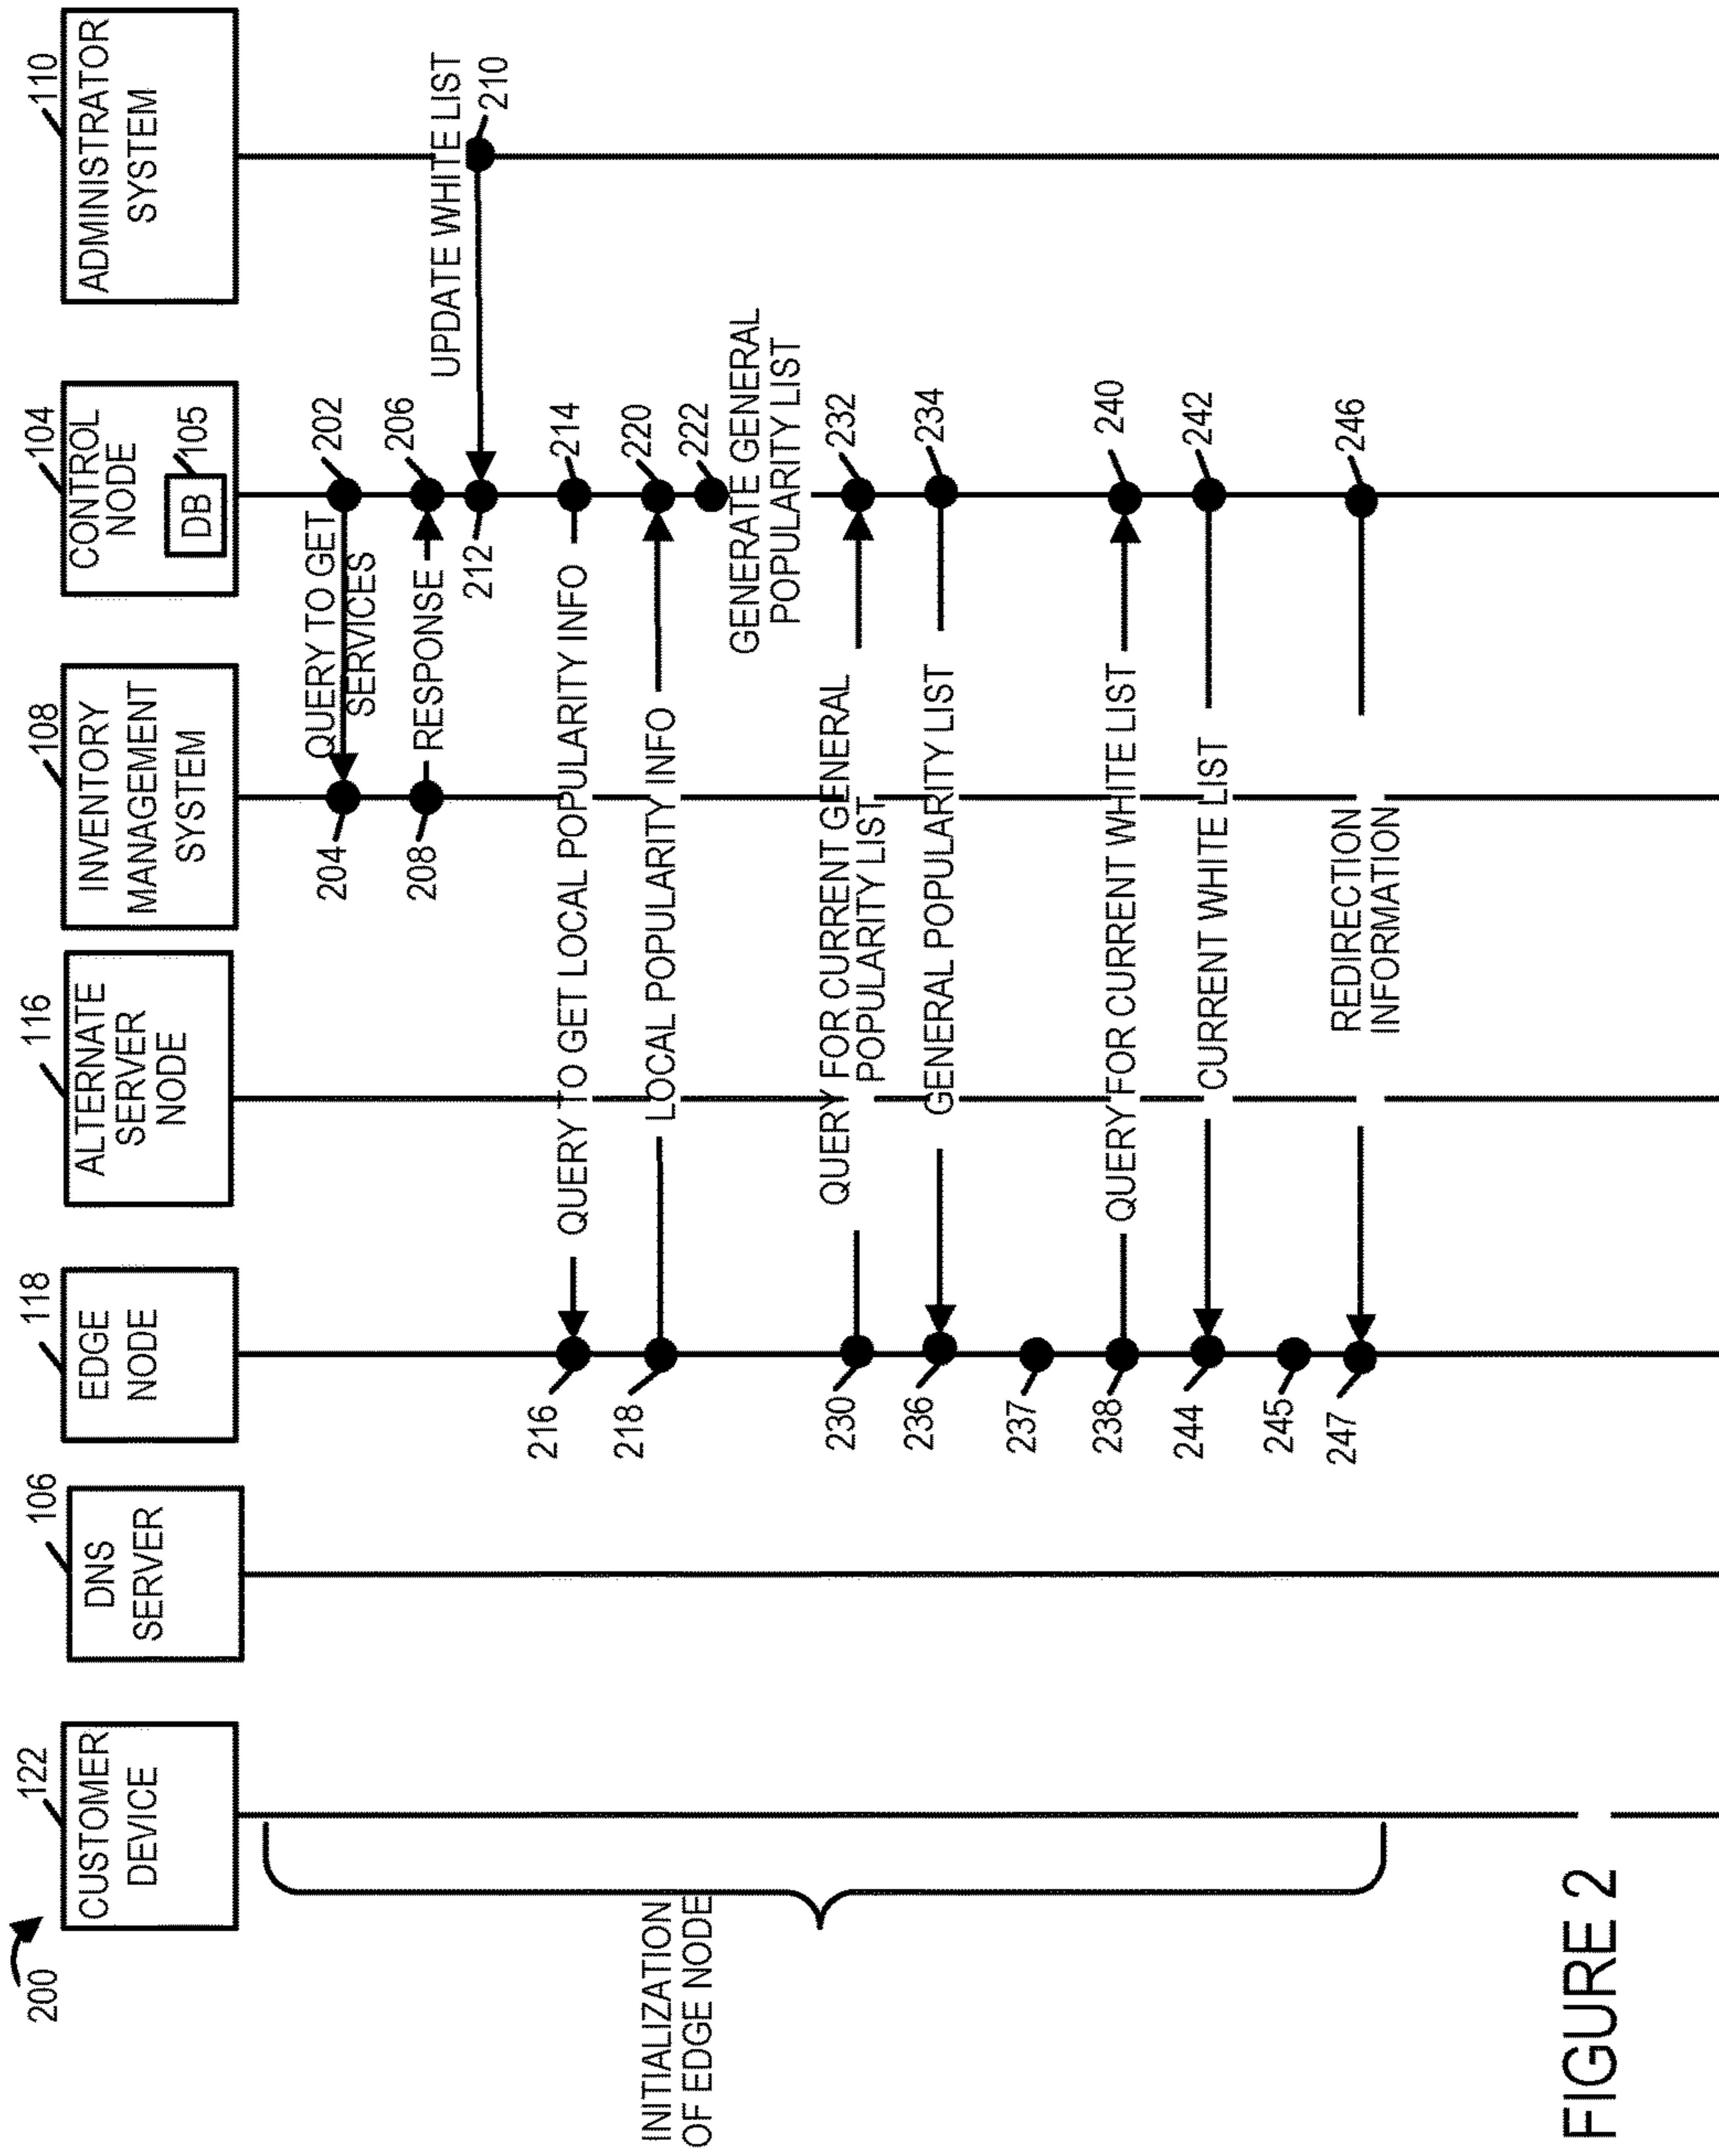 200
122
CUSTOMER
DEVICE
106
DNS
SERVER
118
EDGE
NODE
116
ALTERNATE
SERVER
NODE
108
INVENTORY
MANAGEMENT
SYSTEM
104
CONTROL
NODE
DB
105
110
ADMINISTRATOR
SYSTEM
QUERY TO GET
SERVICES
202
204
RESPONSE
206
208
UPDATE WHITE LIST
210
212
QUERY TO GET LOCAL POPULARITY INFO
214
216
LOCAL POPULARITY INFO
218
220
222
GENERATE GENERAL
POPULARITY LIST
INITIALIZATION
OF EDGE NODE
230
QUERY FOR CURRENT GENERAL
POPULARITY LIST
232
236
GENERAL POPULARITY LIST
234
237
238
QUERY FOR CURRENT WHITE LIST
240
244
CURRENT WHITE LIST
242
245
247
REDIRECTION
INFORMATION
246
FIGURE 2